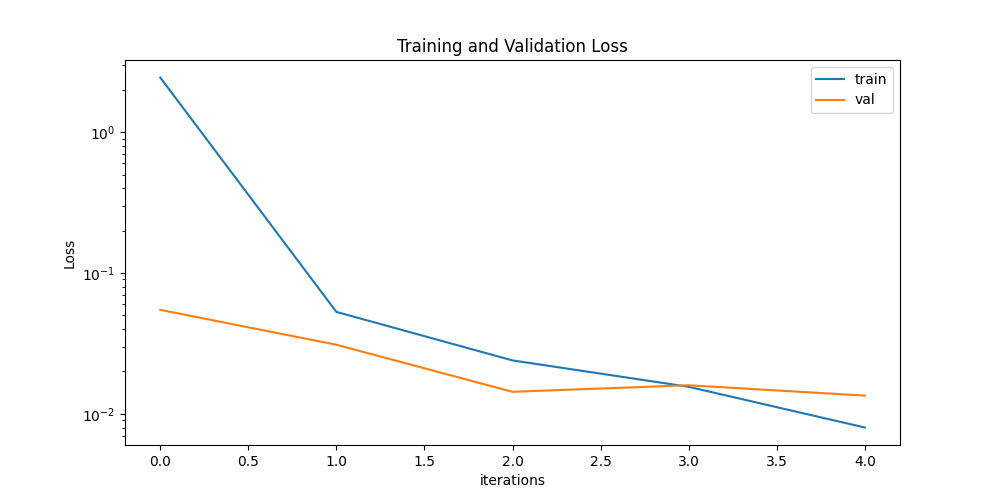 Training and Validation Loss
train
val
10⁰
10⁻¹
10⁻²
Loss
0.0 0.5 1.0 1.5 2.0 2.5 3.0 3.5 4.0
iterations